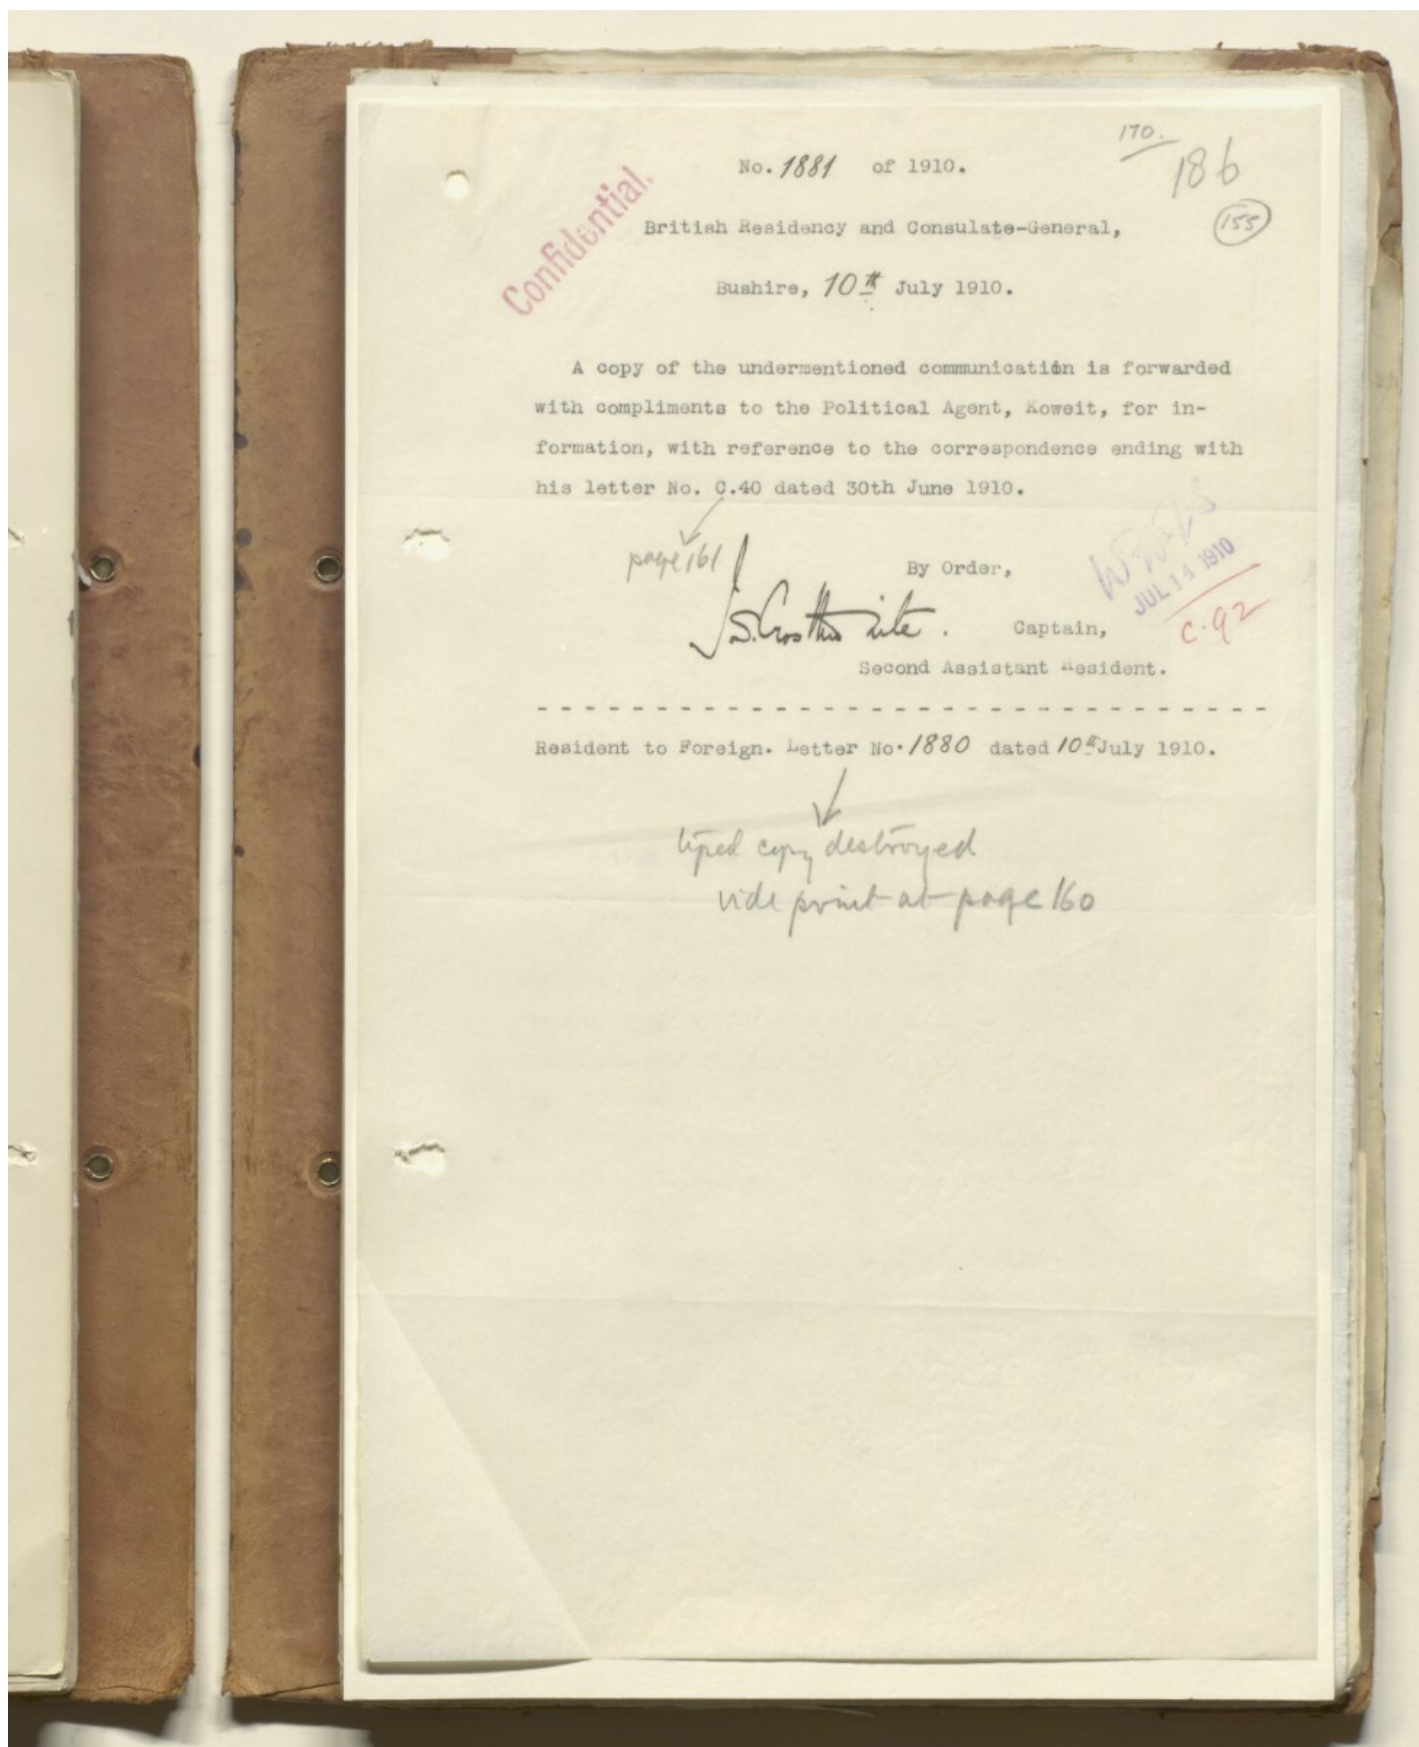 170.
186
155
No. 1881 of 1910.
Confidential.
British Residency and Consulate-General,
Bushire, 10th July 1910.
A copy of the undermentioned communication is forwarded
with compliments to the Political Agent, Koweit, for in-
formation, with reference to the correspondence ending with
his letter No. C.40 dated 30th June 1910.
page 161
By Order,
JUL 14 1910
C.92
Captain,
Second Assistant Resident.
Resident to Foreign. Letter No. 1880 dated 10th July 1910.
typed copy destroyed
vide print at page 160